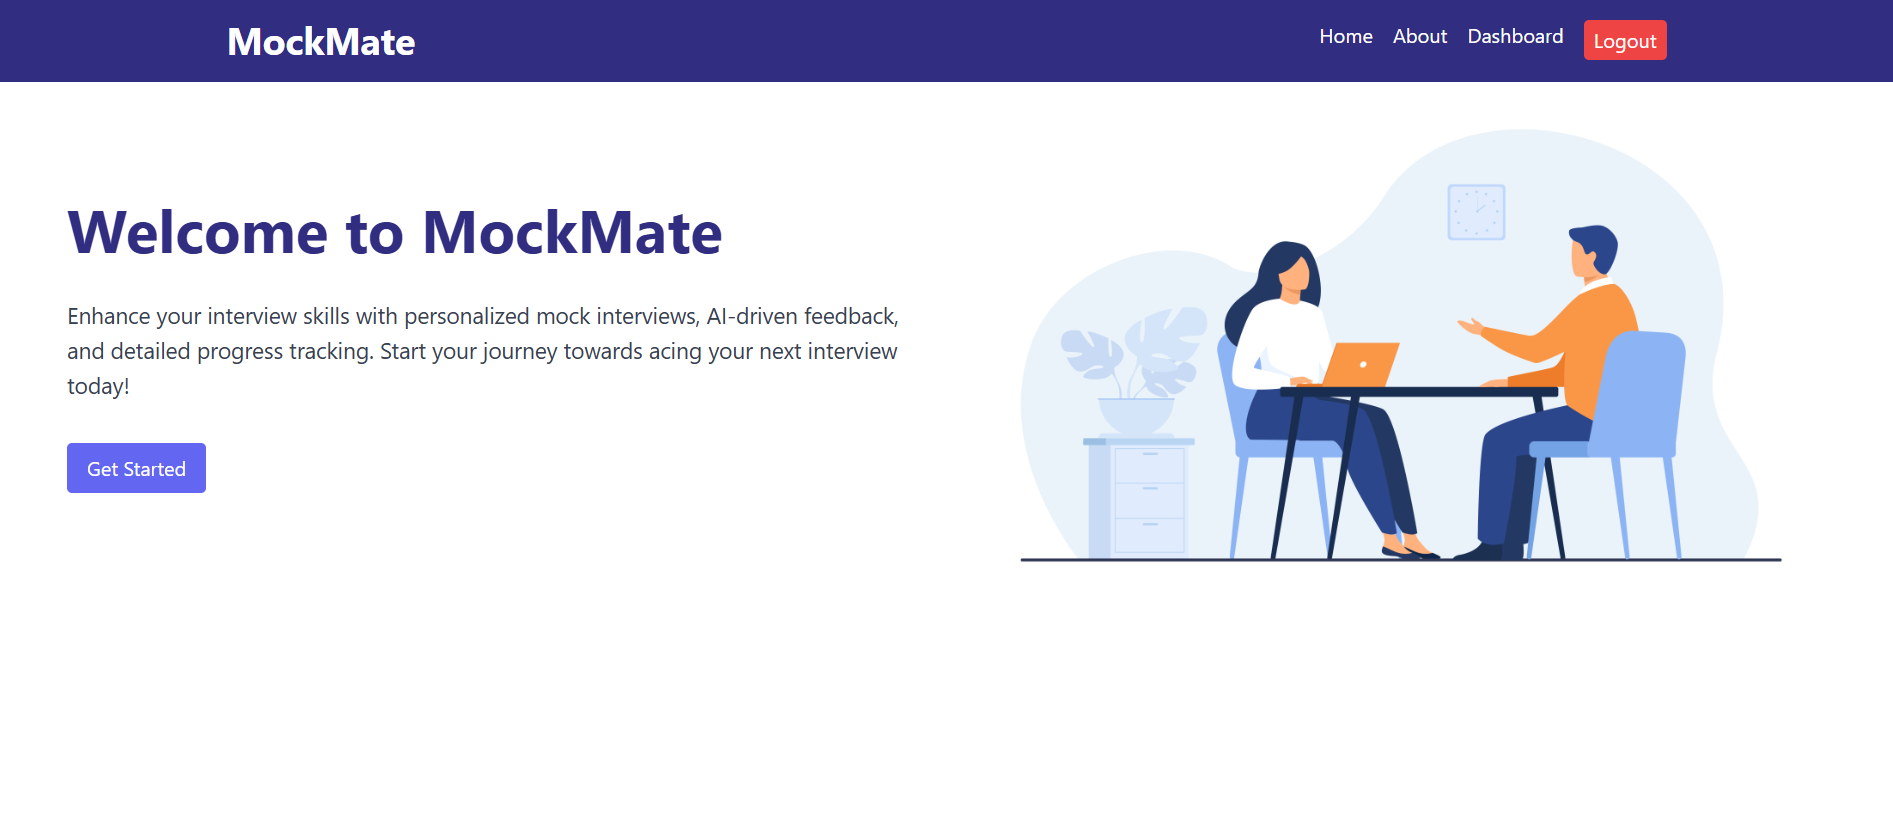 MockMate
Home About Dashboard Logout
Welcome to MockMate
Enhance your interview skills with personalized mock interviews, AI-driven feedback,
and detailed progress tracking. Start your journey towards acing your next interview
today!
Get Started